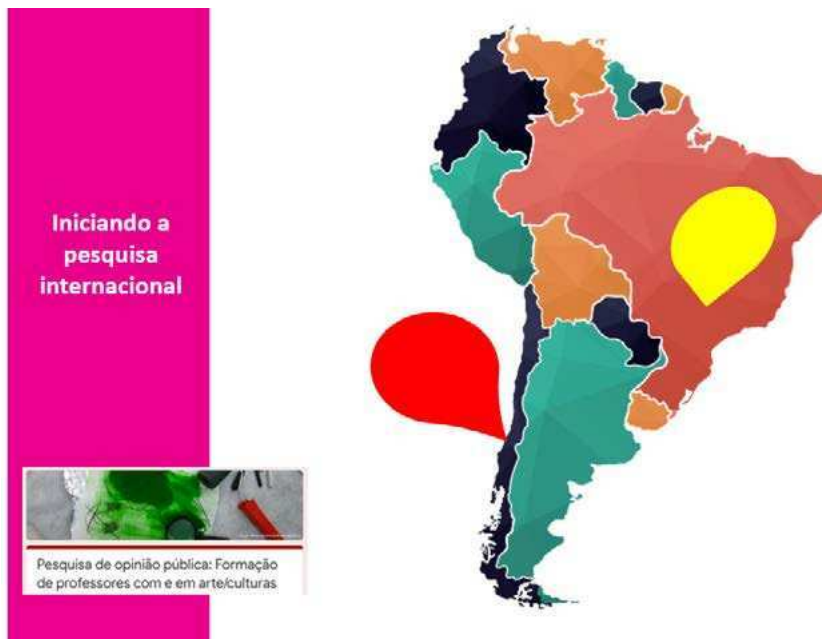 Iniciando a
pesquisa
internacional
Pesquisa de opinião pública: Formação
de professores com e em arte/culturas